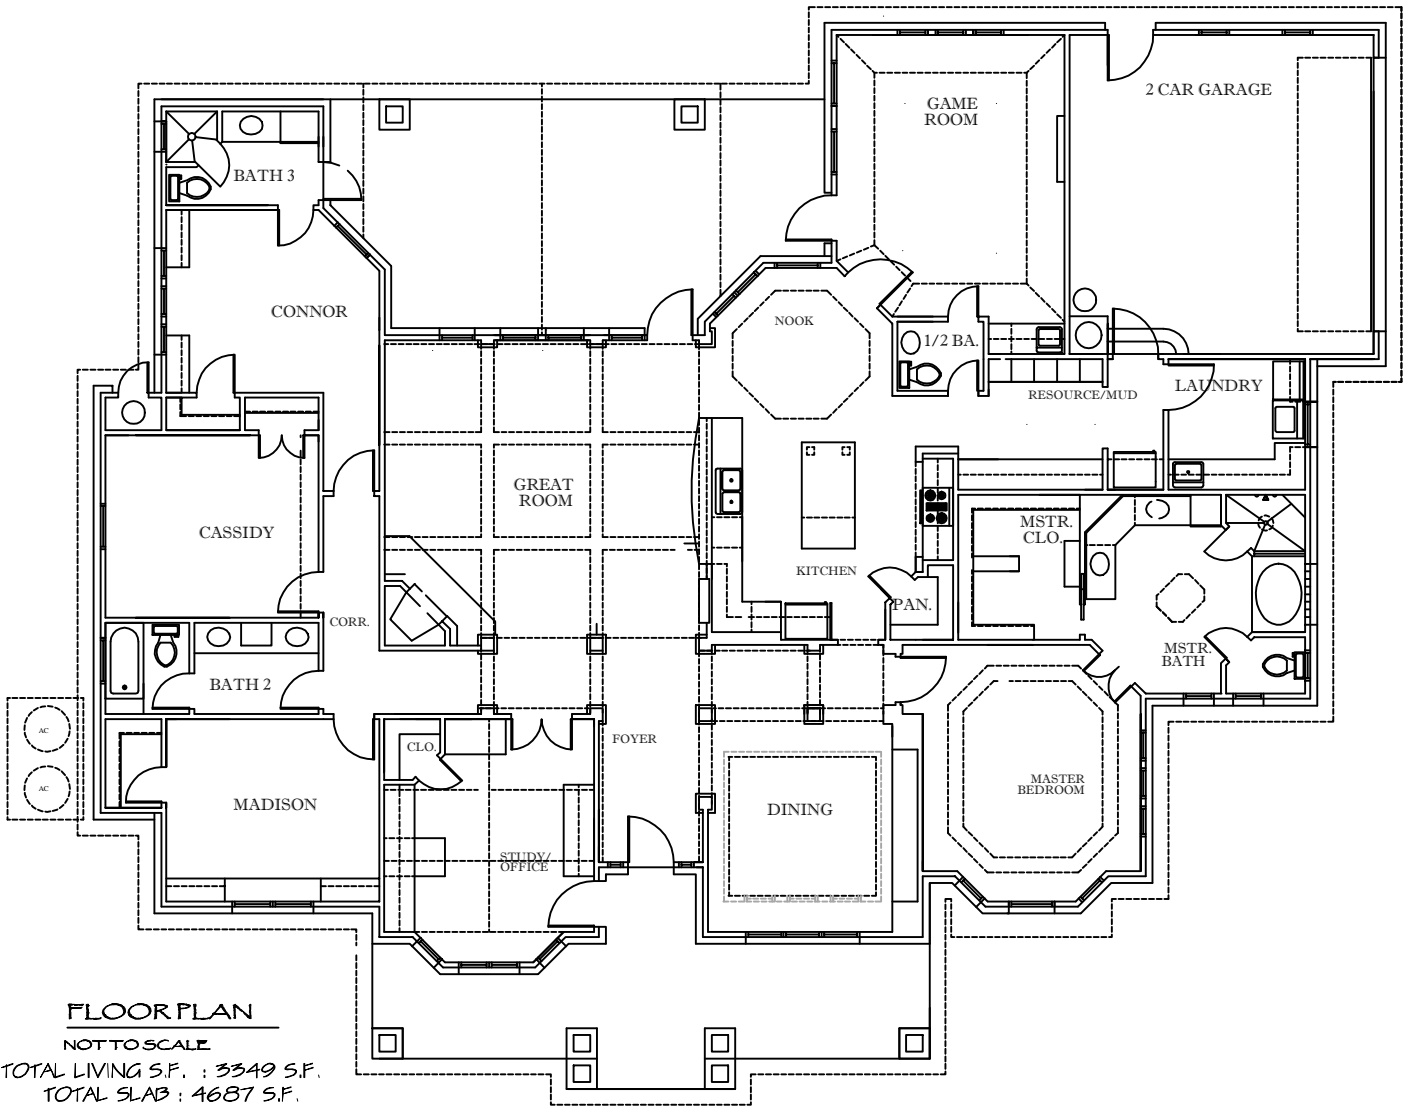 GAME
ROOM
2 CAR GARAGE
BATH 3
CONNOR
NOOK
1/2 BA.
RESOURCE/MUD
LAUNDRY
GREAT
ROOM
CASSIDY
MSTR.
CLO.
KITCHEN
PAN.
CORR.
MSTR.
BATH
BATH 2
AC
AC
CLO.
FOYER
MADISON
DINING
MASTER
BEDROOM
STUDY/
OFFICE
FLOOR PLAN
NOT TO SCALE
TOTAL LIVING S.F. : 3349 S.F.
TOTAL SLAB : 4687 S.F.